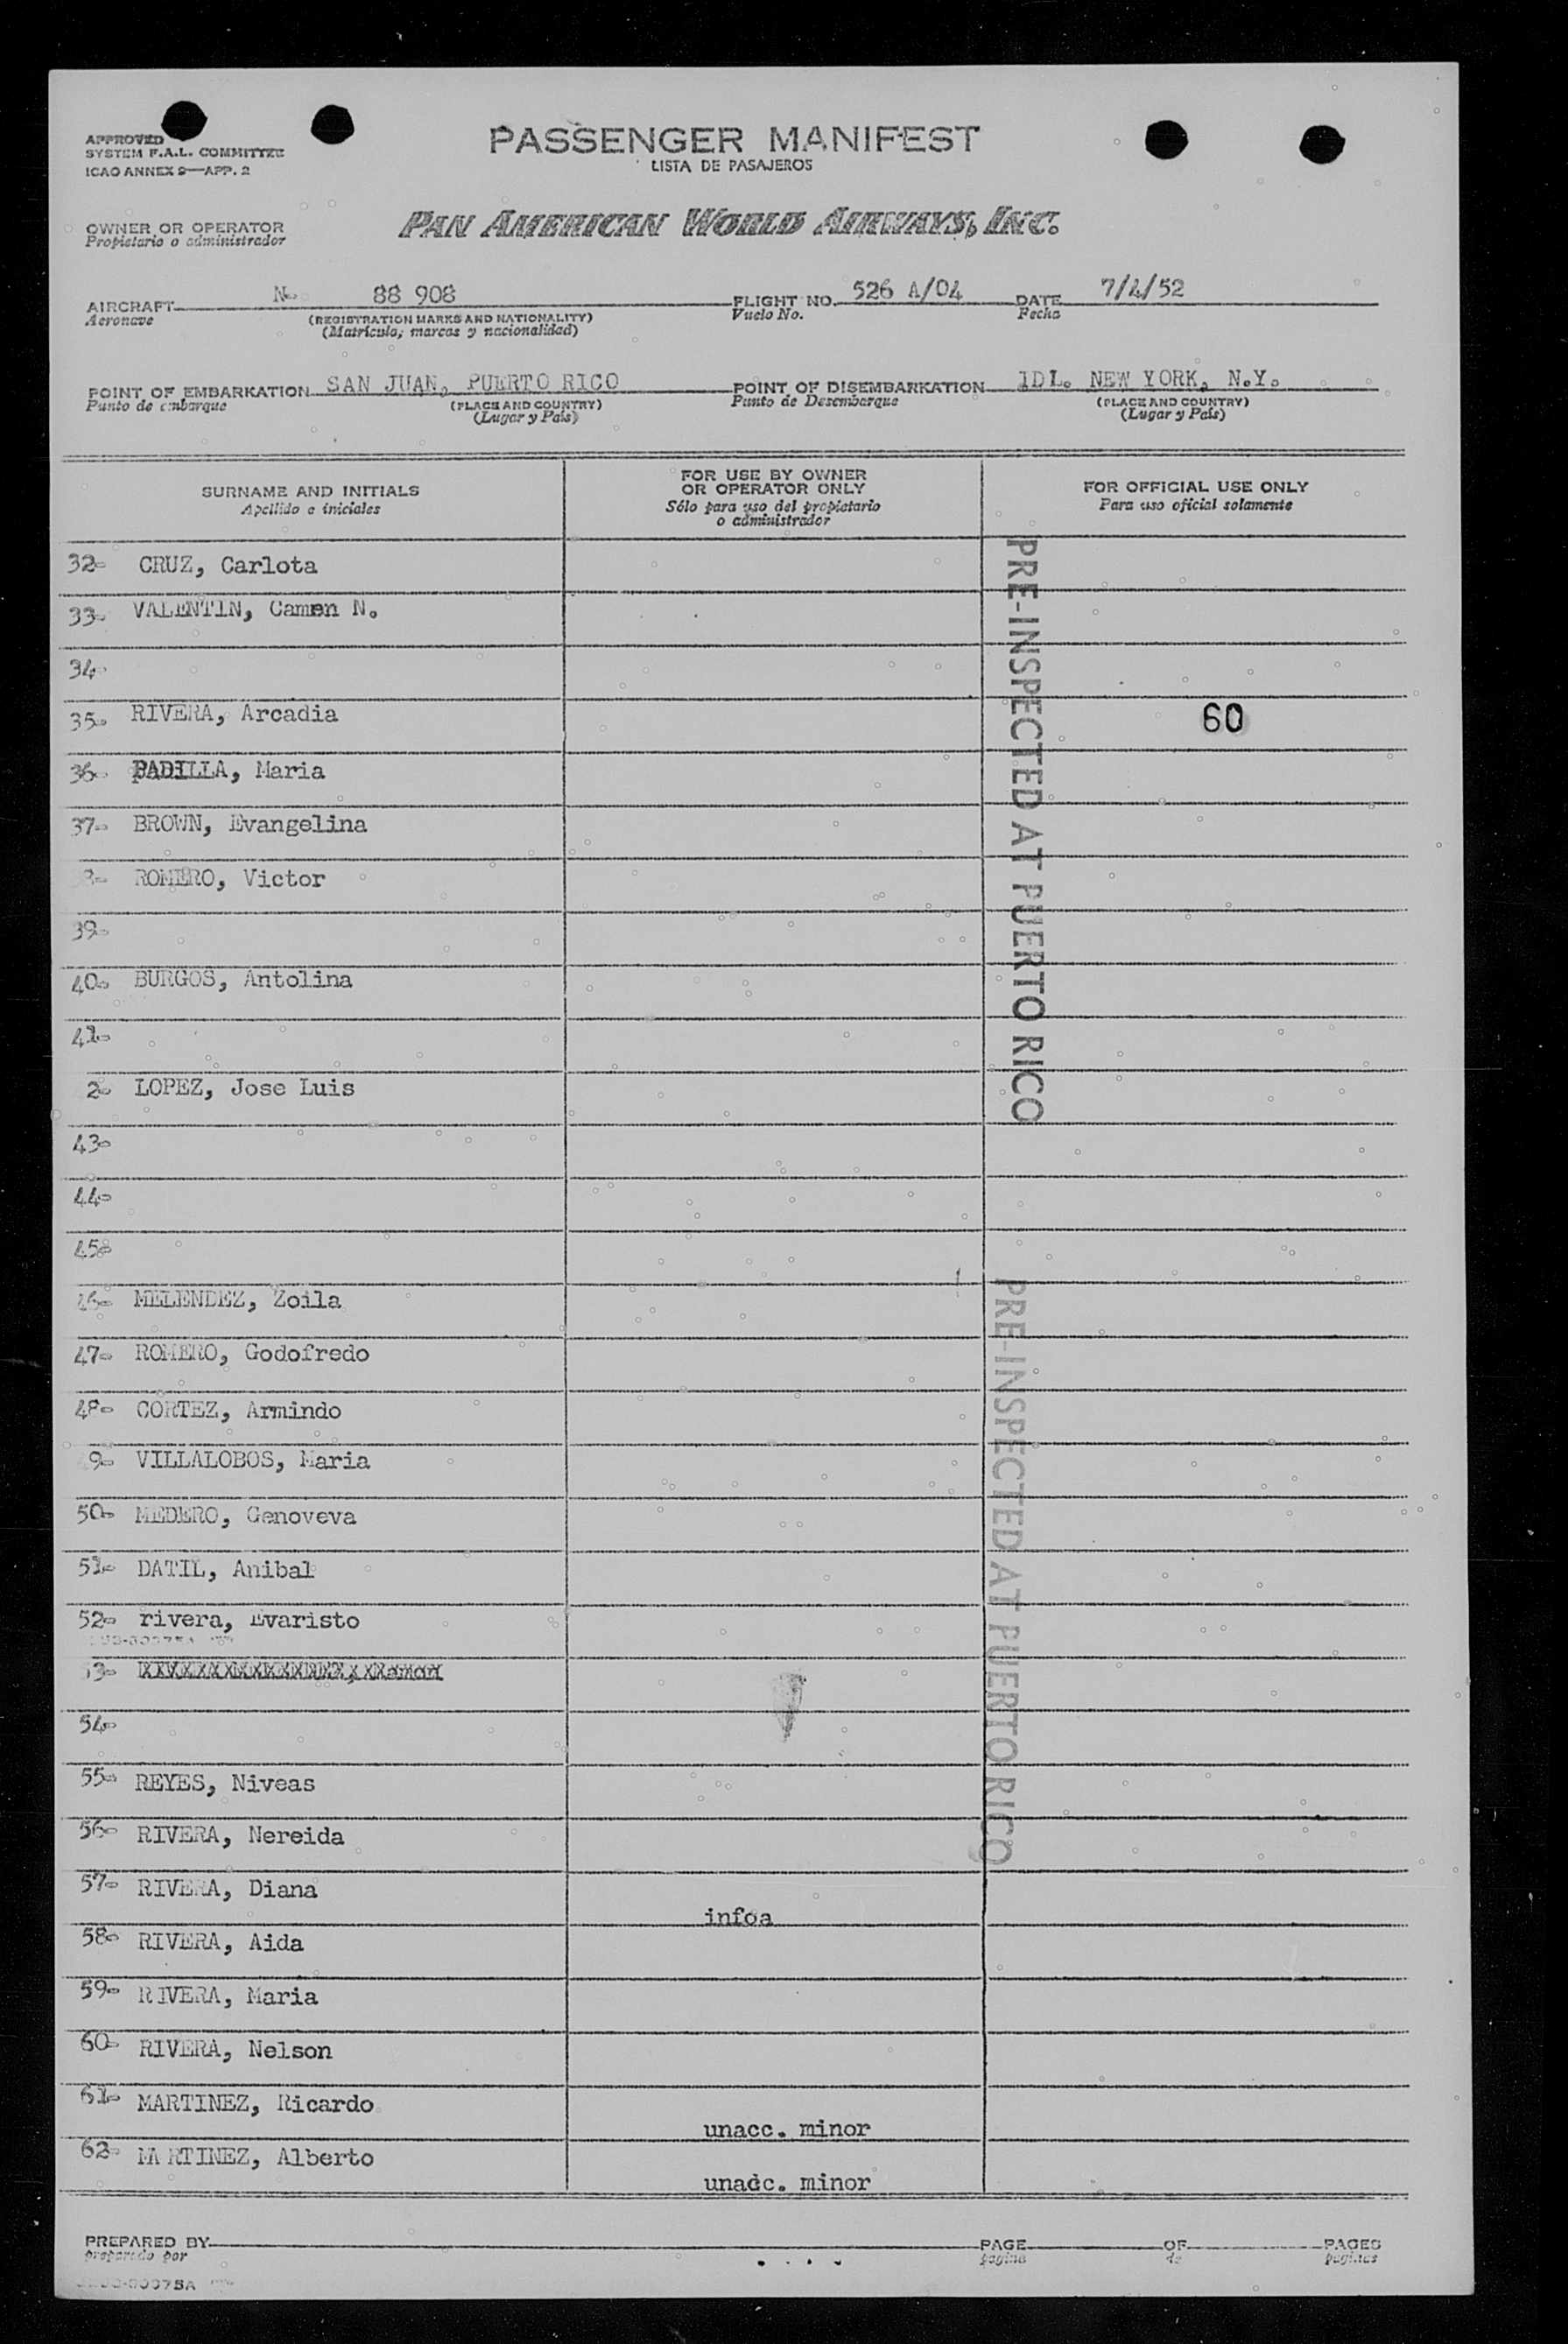 APPROVED
SYSTEM F.A.L. COMMITTEE
ICAO ANNEX 9—APP. 2
PASSENGER MANIFEST
LISTA DE PASAJEROS
OWNER OR OPERATOR
Propietario o administrador
PAN AMERICAN WORLD AIRWAYS, INC.
AIRCRAFT N- 88 908 FLIGHT NO. 526 A/04 DATE 7/4/52
Aeronave (REGISTRATION MARKS AND NATIONALITY) Vuelo No. Fecha
(Matrícula, marcas y nacionalidad)
POINT OF EMBARKATION SAN JUAN, PUERTO RICO POINT OF DISEMBARKATION IDL. NEW YORK, N.Y.
Punto de embarque (PLACE AND COUNTRY) Punto de Desembarque (PLACE AND COUNTRY)
(Lugar y País) (Lugar y País)
SURNAME AND INITIALS
Apellido e iniciales
FOR USE BY OWNER
OR OPERATOR ONLY
Sólo para uso del propietario
o administrador
FOR OFFICIAL USE ONLY
Para uso oficial solamente
32- CRUZ, Carlota
33- VALENTIN, Camen N.
34-
35- RIVERA, Arcadia 60
36- PADILLA, Maria
37- BROWN, Evangelina
8- ROMERO, Victor
39-
40- BURGOS, Antolina
41-
2- LOPEZ, Jose Luis
43-
44-
45-
46- MELENDEZ, Zoila
47- ROMERO, Godofredo
48- CORTEZ, Armindo
9- VILLALOBOS, Maria
50- MEDERO, Genoveva
51- DATIL, Anibal
52- rivera, Evaristo
53-
54-
55- REYES, Niveas
56- RIVERA, Nereida
57- RIVERA, Diana
infoa
58- RIVERA, Aida
59- RIVERA, Maria
60- RIVERA, Nelson
61- MARTINEZ, Ricardo
unacc. minor
62- MARTINEZ, Alberto
unacc. minor
PRE-INSPECTED AT PUERTO RICO
PRE-INSPECTED AT PUERTO RICO
PREPARED BY PAGE OF PAGES
preparado por página de páginas